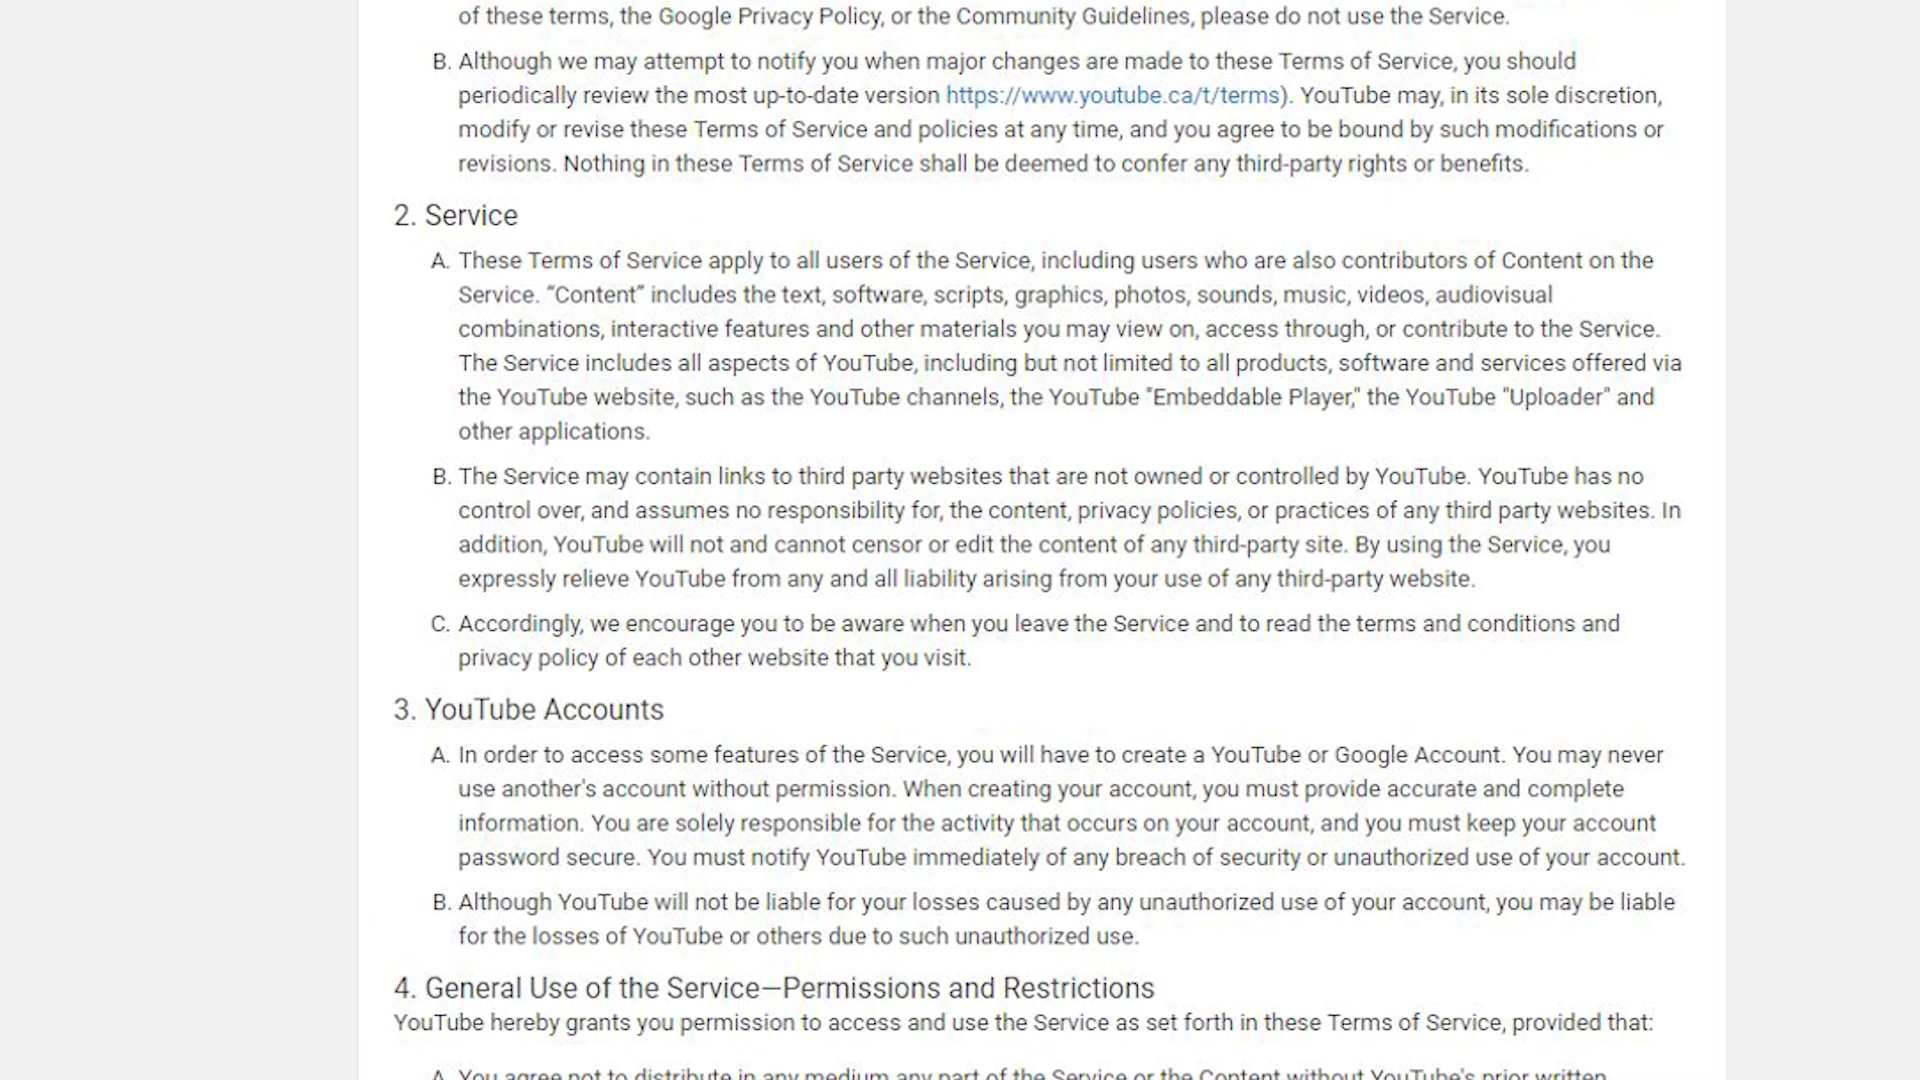 of these terms, the Google Privacy Policy, or the Community Guidelines, please do not use the Service.
B. Although we may attempt to notify you when major changes are made to these Terms of Service, you should
periodically review the most up-to-date version https://www.youtube.ca/t/terms). YouTube may, in its sole discretion,
modify or revise these Terms of Service and policies at any time, and you agree to be bound by such modifications or
revisions. Nothing in these Terms of Service shall be deemed to confer any third-party rights or benefits.
2. Service
A. These Terms of Service apply to all users of the Service, including users who are also contributors of Content on the
Service. “Content” includes the text, software, scripts, graphics, photos, sounds, music, videos, audiovisual
combinations, interactive features and other materials you may view on, access through, or contribute to the Service.
The Service includes all aspects of YouTube, including but not limited to all products, software and services offered via
the YouTube website, such as the YouTube channels, the YouTube "Embeddable Player," the YouTube "Uploader" and
other applications.
B. The Service may contain links to third party websites that are not owned or controlled by YouTube. YouTube has no
control over, and assumes no responsibility for, the content, privacy policies, or practices of any third party websites. In
addition, YouTube will not and cannot censor or edit the content of any third-party site. By using the Service, you
expressly relieve YouTube from any and all liability arising from your use of any third-party website.
C. Accordingly, we encourage you to be aware when you leave the Service and to read the terms and conditions and
privacy policy of each other website that you visit.
3. YouTube Accounts
A. In order to access some features of the Service, you will have to create a YouTube or Google Account. You may never
use another's account without permission. When creating your account, you must provide accurate and complete
information. You are solely responsible for the activity that occurs on your account, and you must keep your account
password secure. You must notify YouTube immediately of any breach of security or unauthorized use of your account.
B. Although YouTube will not be liable for your losses caused by any unauthorized use of your account, you may be liable
for the losses of YouTube or others due to such unauthorized use.
4. General Use of the Service—Permissions and Restrictions
YouTube hereby grants you permission to access and use the Service as set forth in these Terms of Service, provided that:
A. You agree not to distribute in any medium any part of the Service or the Content without YouTube's prior written